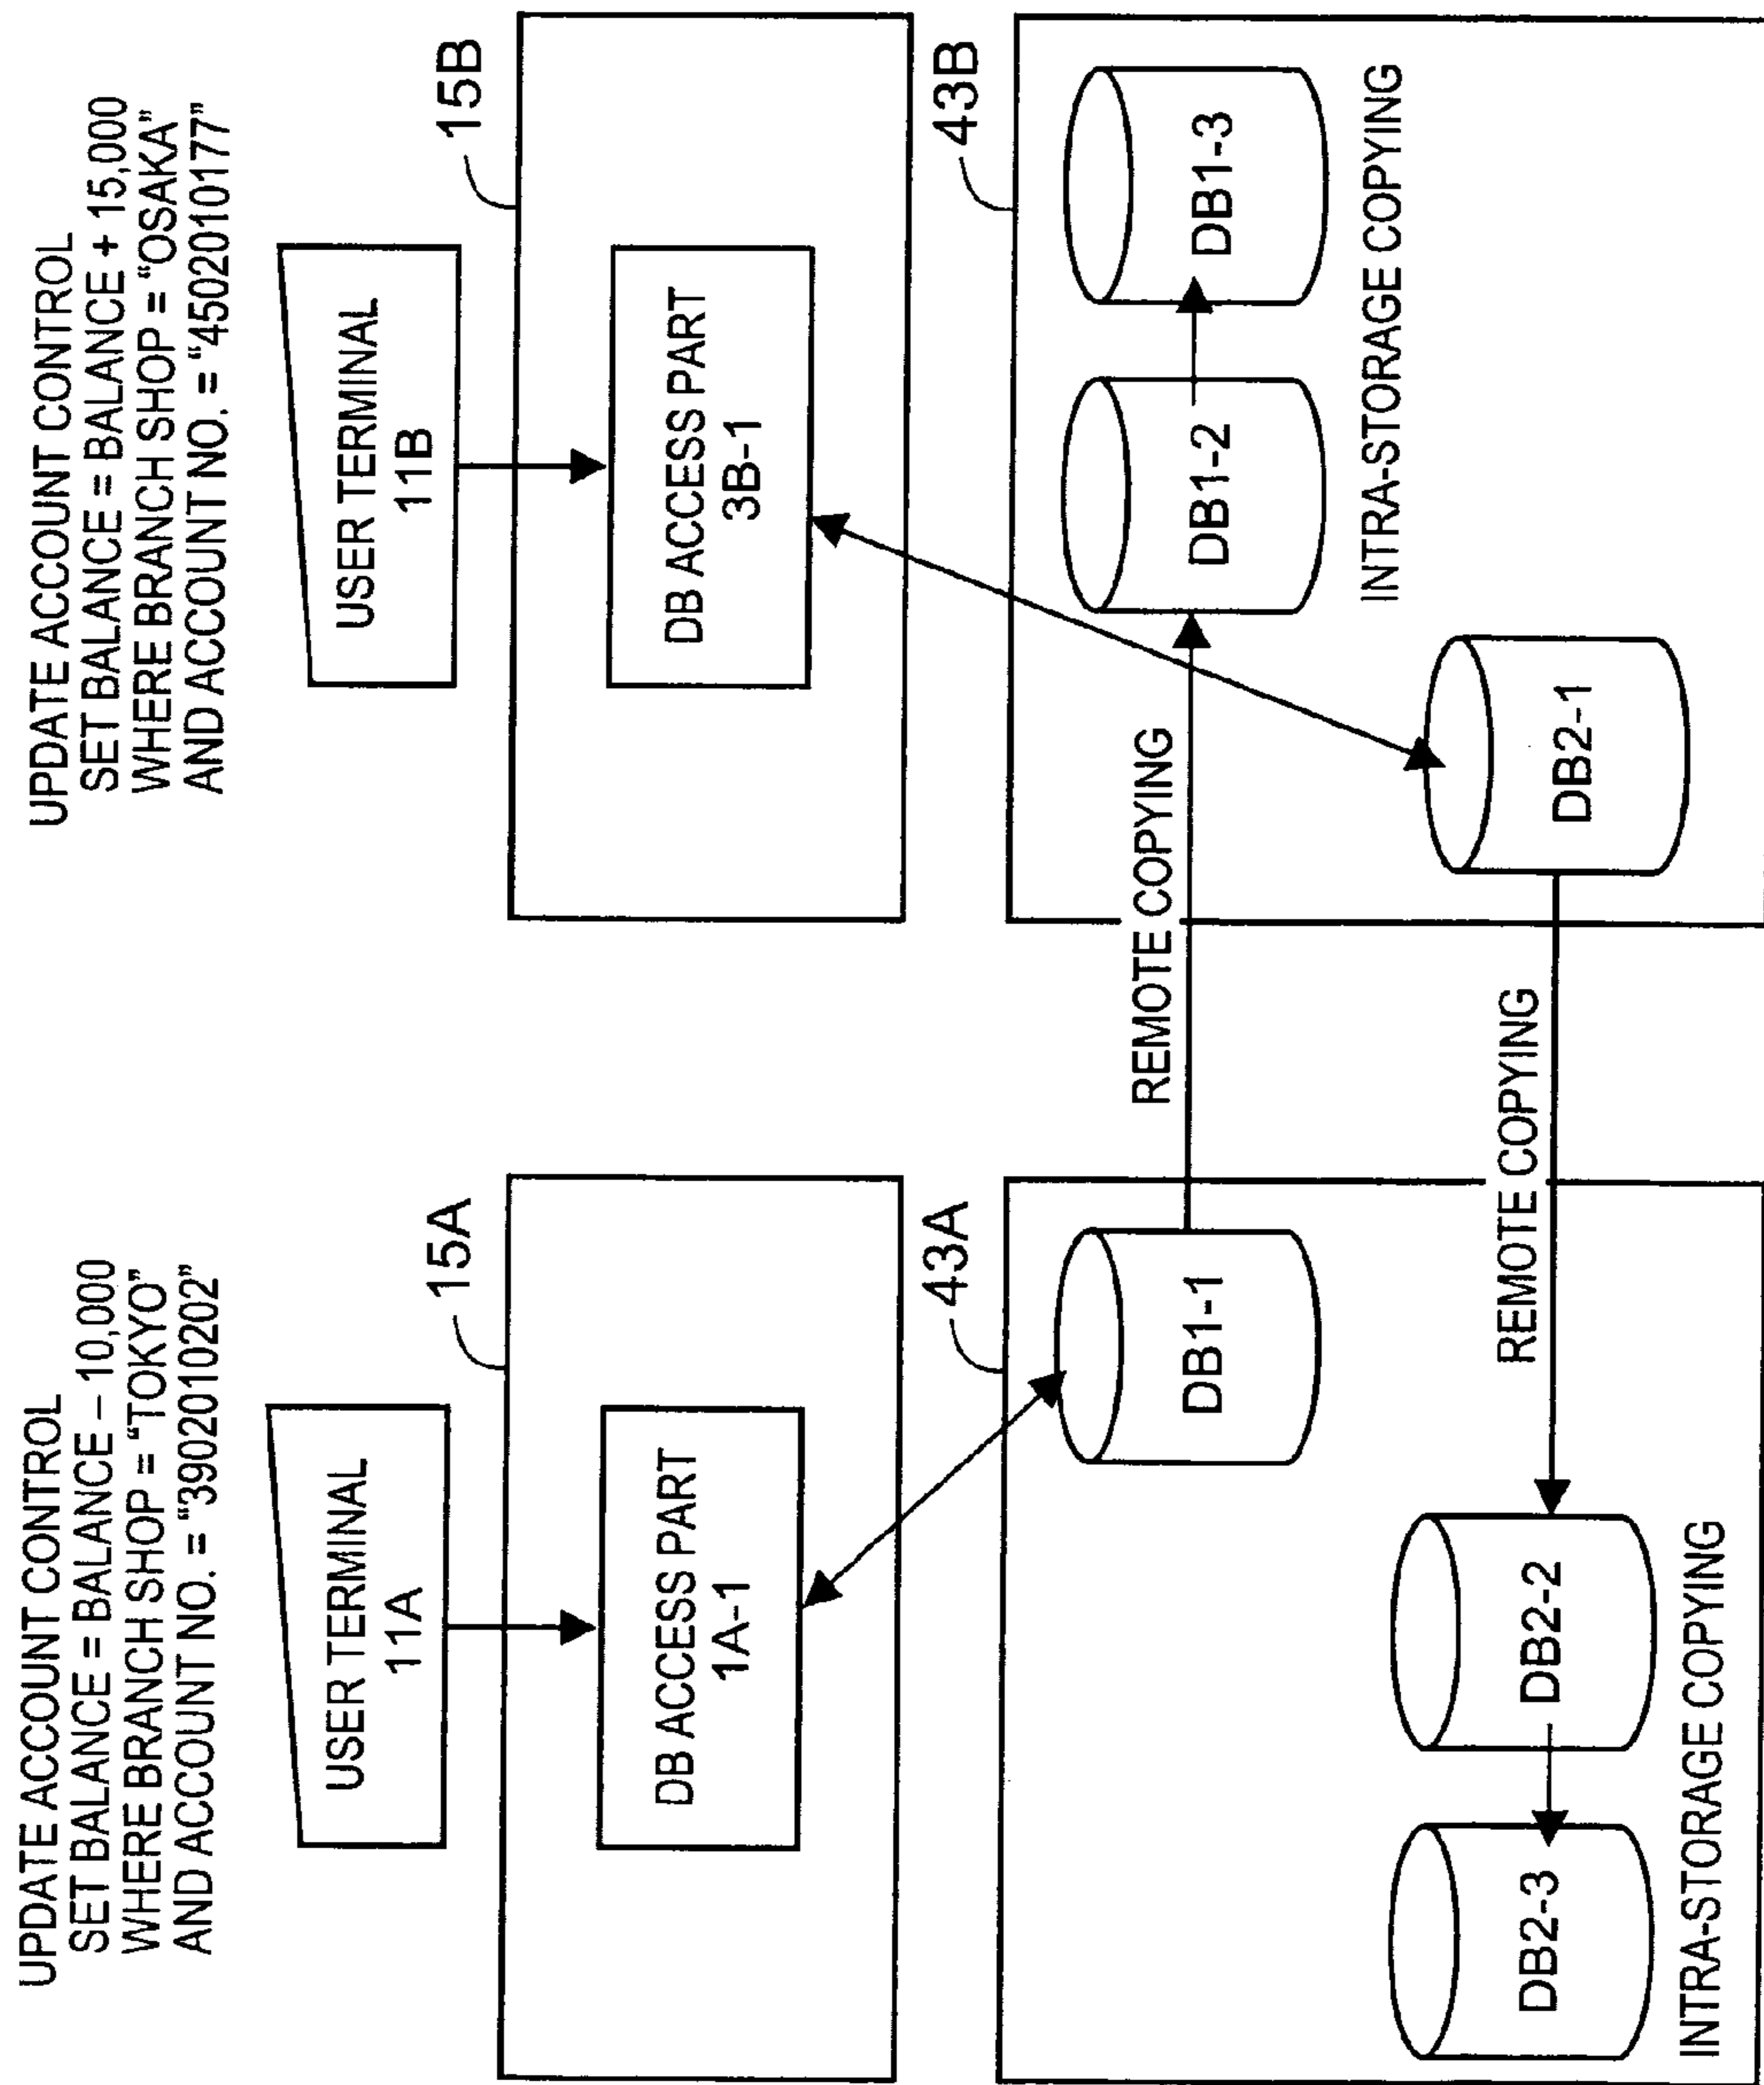 UPDATE ACCOUNT CONTROL
SET BALANCE = BALANCE – 10,000
WHERE BRANCH SHOP = “TOKYO”
AND ACCOUNT NO. = “3902010202”
USER TERMINAL
11A
15A
DB ACCESS PART
1A-1
43A
DB1-1
DB2-3
DB2-2
INTRA-STORAGE COPYING
REMOTE COPYING
REMOTE COPYING
UPDATE ACCOUNT CONTROL
SET BALANCE = BALANCE + 15,000
WHERE BRANCH SHOP = “OSAKA”
AND ACCOUNT NO. = “4502010177”
USER TERMINAL
11B
15B
DB ACCESS PART
3B-1
43B
DB1-2
DB1-3
INTRA-STORAGE COPYING
DB2-1